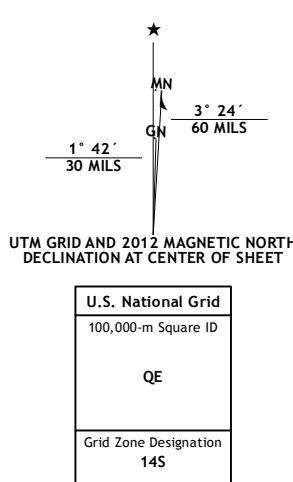 ★
MN
3° 24´
60 MILS
GN
1° 42´
30 MILS
UTM GRID AND 2012 MAGNETIC NORTH
DECLINATION AT CENTER OF SHEET
U.S. National Grid
100,000-m Square ID
QE
Grid Zone Designation
14S